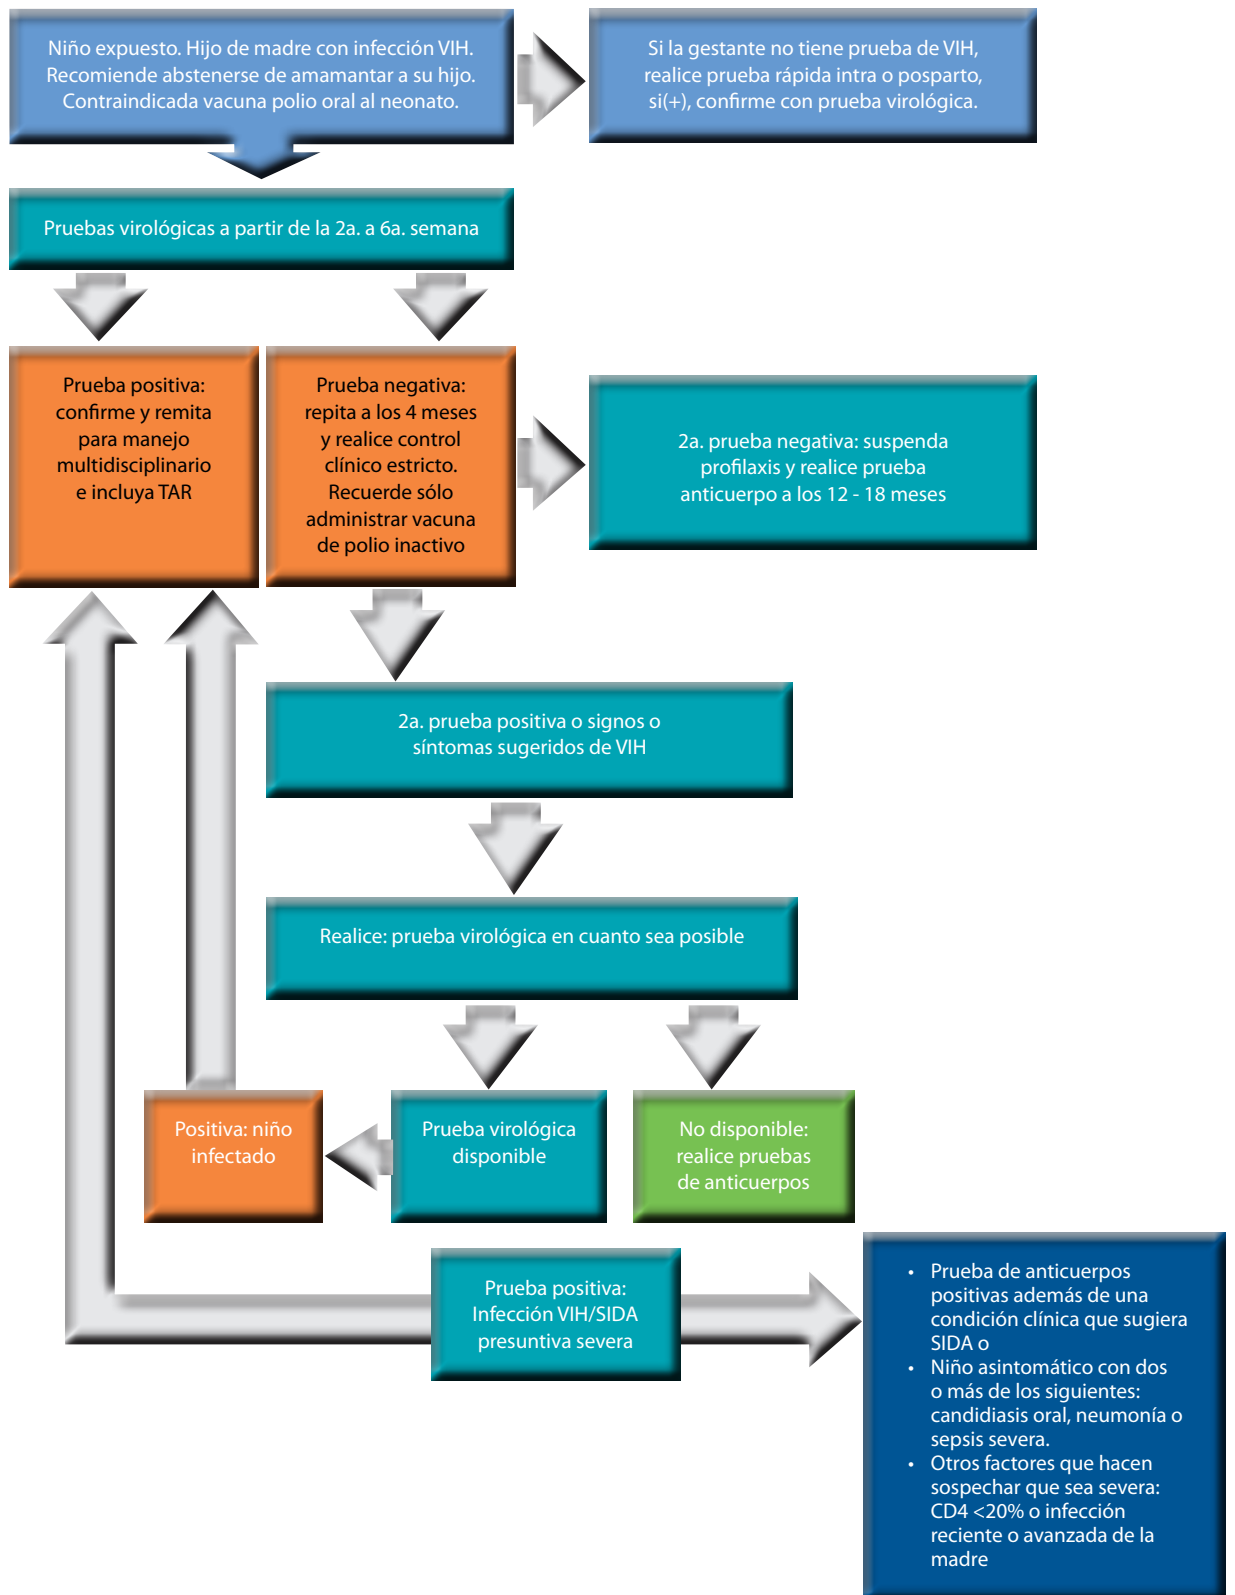 Niño expuesto. Hijo de madre con infección VIH.
Recomiende abstenerse de amamantar a su hijo.
Contraindicada vacuna polio oral al neonato.
Si la gestante no tiene prueba de VIH,
realice prueba rápida intra o posparto,
si(+), confirme con prueba virológica.
Pruebas virológicas a partir de la 2a. a 6a. semana
Prueba positiva:
confirme y remita
para manejo
multidisciplinario
e incluya TAR
Prueba negativa:
repita a los 4 meses
y realice control
clínico estricto.
Recuerde sólo
administrar vacuna
de polio inactivo
2a. prueba negativa: suspenda
profilaxis y realice prueba
anticuerpo a los 12 - 18 meses
2a. prueba positiva o signos o
síntomas sugeridos de VIH
Realice: prueba virológica en cuanto sea posible
Positiva: niño
infectado
Prueba virológica
disponible
No disponible:
realice pruebas
de anticuerpos
Prueba positiva:
Infección VIH/SIDA
presuntiva severa
• Prueba de anticuerpos
positivas además de una
condición clínica que sugiera
SIDA o
• Niño asintomático con dos
o más de los siguientes:
candidiasis oral, neumonía o
sepsis severa.
• Otros factores que hacen
sospechar que sea severa:
CD4 <20% o infección
reciente o avanzada de la
madre